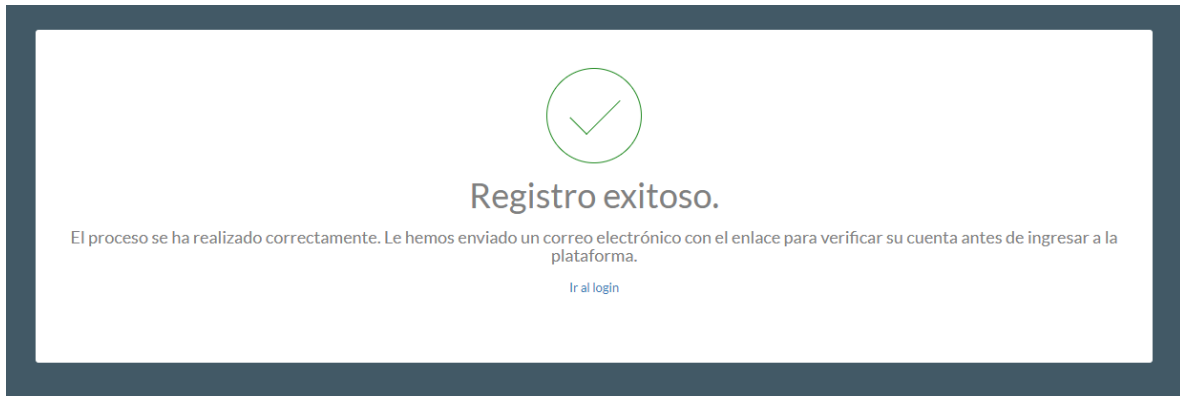 Registro exitoso.
El proceso se ha realizado correctamente. Le hemos enviado un correo electrónico con el enlace para verificar su cuenta antes de ingresar a la
plataforma.
Ir al login